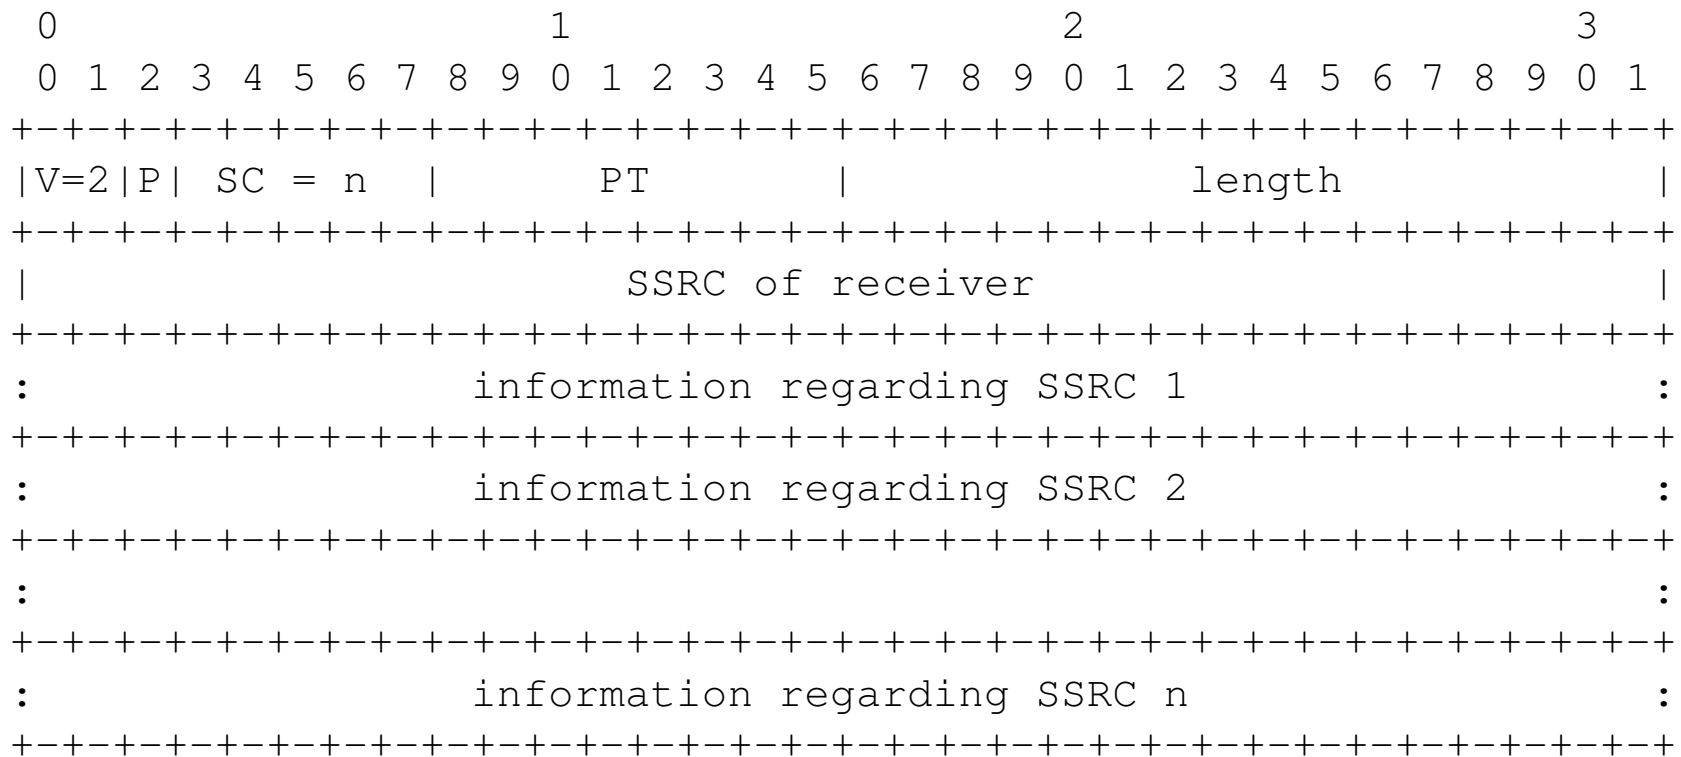 0                   1                   2                   3
 0 1 2 3 4 5 6 7 8 9 0 1 2 3 4 5 6 7 8 9 0 1 2 3 4 5 6 7 8 9 0 1
+-+-+-+-+-+-+-+-+-+-+-+-+-+-+-+-+-+-+-+-+-+-+-+-+-+-+-+-+-+-+-+-+
|V=2|P| SC = n  |      PT       |             length            |
+-+-+-+-+-+-+-+-+-+-+-+-+-+-+-+-+-+-+-+-+-+-+-+-+-+-+-+-+-+-+-+-+
|                       SSRC of receiver                        |
+-+-+-+-+-+-+-+-+-+-+-+-+-+-+-+-+-+-+-+-+-+-+-+-+-+-+-+-+-+-+-+-+
:                 information regarding SSRC 1                  :
+-+-+-+-+-+-+-+-+-+-+-+-+-+-+-+-+-+-+-+-+-+-+-+-+-+-+-+-+-+-+-+-+
:                 information regarding SSRC 2                  :
+-+-+-+-+-+-+-+-+-+-+-+-+-+-+-+-+-+-+-+-+-+-+-+-+-+-+-+-+-+-+-+-+
:                                                               :
+-+-+-+-+-+-+-+-+-+-+-+-+-+-+-+-+-+-+-+-+-+-+-+-+-+-+-+-+-+-+-+-+
:                 information regarding SSRC n                  :
+-+-+-+-+-+-+-+-+-+-+-+-+-+-+-+-+-+-+-+-+-+-+-+-+-+-+-+-+-+-+-+-+